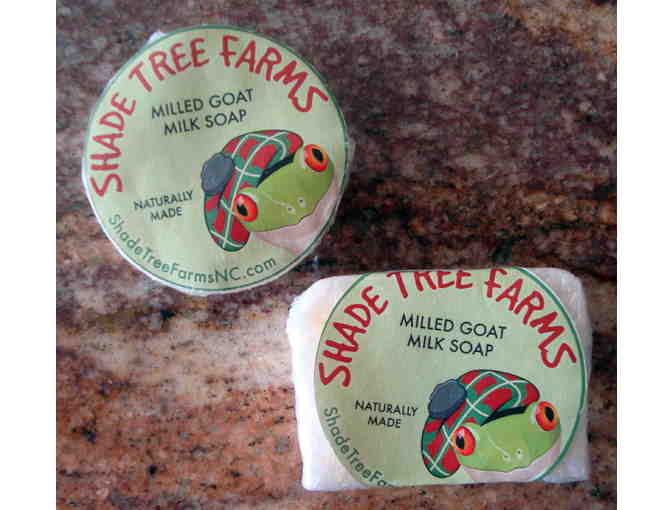 SHADE TREE FARMS
MILLED GOAT
MILK SOAP
NATURALLY
MADE
ShadeTreeFarmsNC.com
SHADE TREE FARMS
MILLED GOAT
MILK SOAP
NATURALLY
MADE
ShadeTreeFa